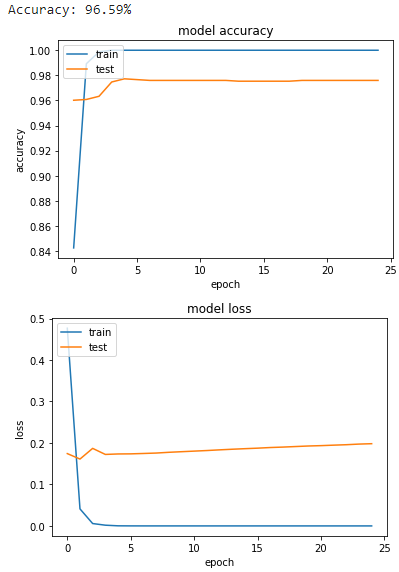 Accuracy: 96.59%
model accuracy
train
test
1.00
0.98
0.96
0.94
0.92
0.90
0.88
0.86
0.84
accuracy
0 5 10 15 20 25
epoch
model loss
train
test
0.5
0.4
0.3
0.2
0.1
0.0
loss
0 5 10 15 20 25
epoch